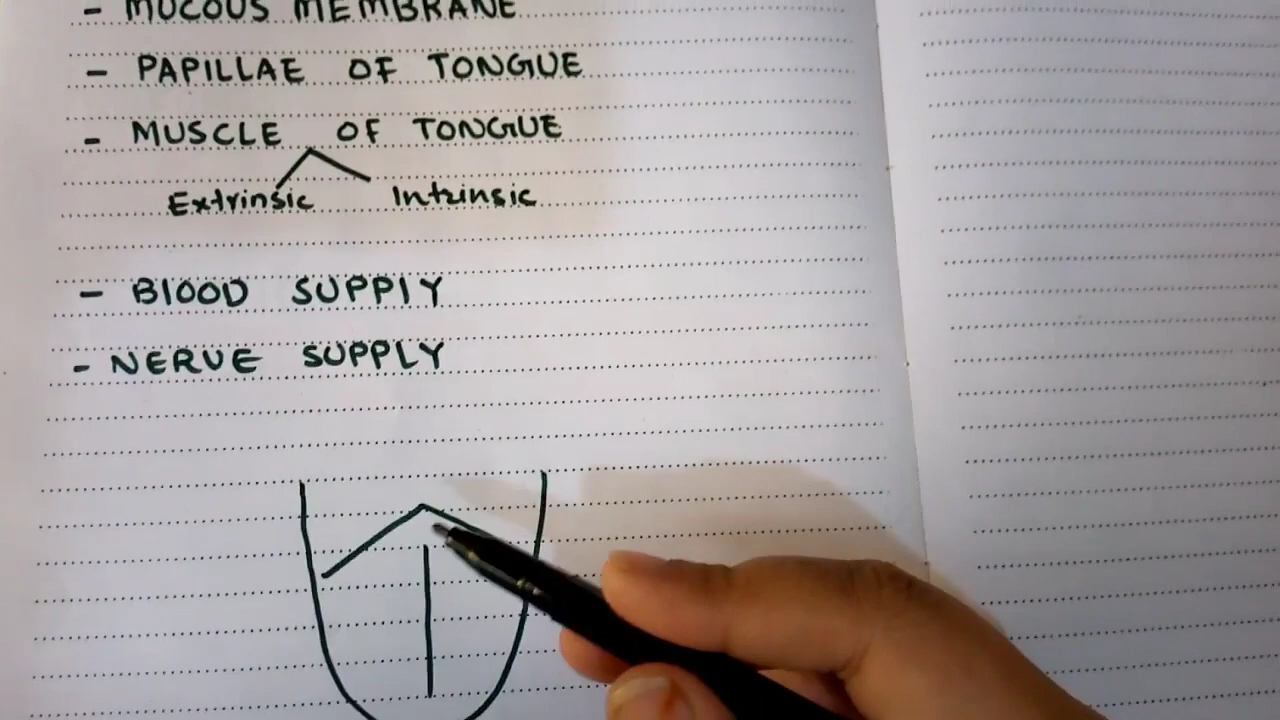 - MUCOUS MEMBRANE
- PAPILLAE OF TONGUE
- MUSCLE OF TONGUE
Extrinsic Intrinsic
- BlOOD SUPPlY
- NERVE SUPPLY